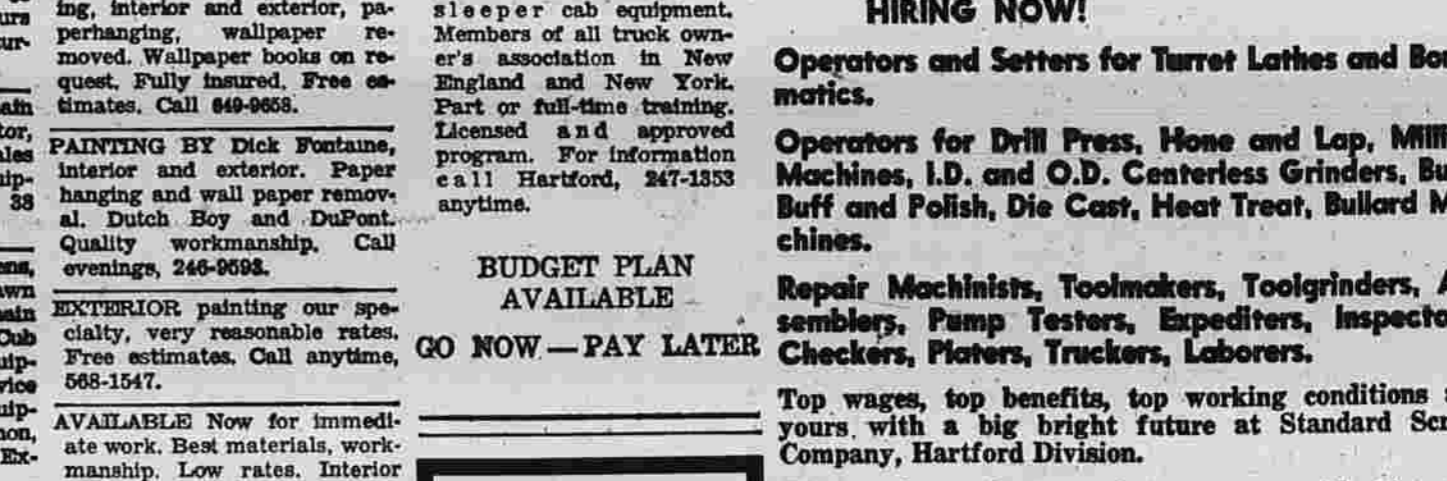 ing, interior and exterior, pa-
perhanging, wallpaper re-
moved. Wallpaper books on re-
quest. Fully insured. Free es-
timates. Call 649-9658.
PAINTING BY Dick Fontaine,
interior and exterior. Paper
hanging and wall paper remov-
al. Dutch Boy and DuPont.
Quality workmanship. Call
evenings, 246-9593.
EXTERIOR painting our spe-
cialty, very reasonable rates.
Free estimates. Call anytime,
568-1547.
AVAILABLE Now for immedi-
ate work. Best materials, work-
manship. Low rates. Interior
sleeper cab equipment.
Members of all truck own-
er's association in New
England and New York.
Part or full-time training.
Licensed and approved
program. For information
call Hartford, 247-1353
anytime.
BUDGET PLAN
AVAILABLE
GO NOW — PAY LATER
HIRING NOW!
Operators and Setters for Turret Lathes and
matics.
Operators for Drill Press, Hone and Lap,
Machines, I.D. and O.D. Centerless Grinders,
Buff and Polish, Die Cast, Heat Treat, Bullard
chines.
Repair Machinists, Toolmakers, Toolgrinders,
semblers, Pump Testers, Expediters,
Checkers, Platers, Truckers, Laborers.
Top wages, top benefits, top working conditions
yours with a big bright future at Standard
Company, Hartford Division.